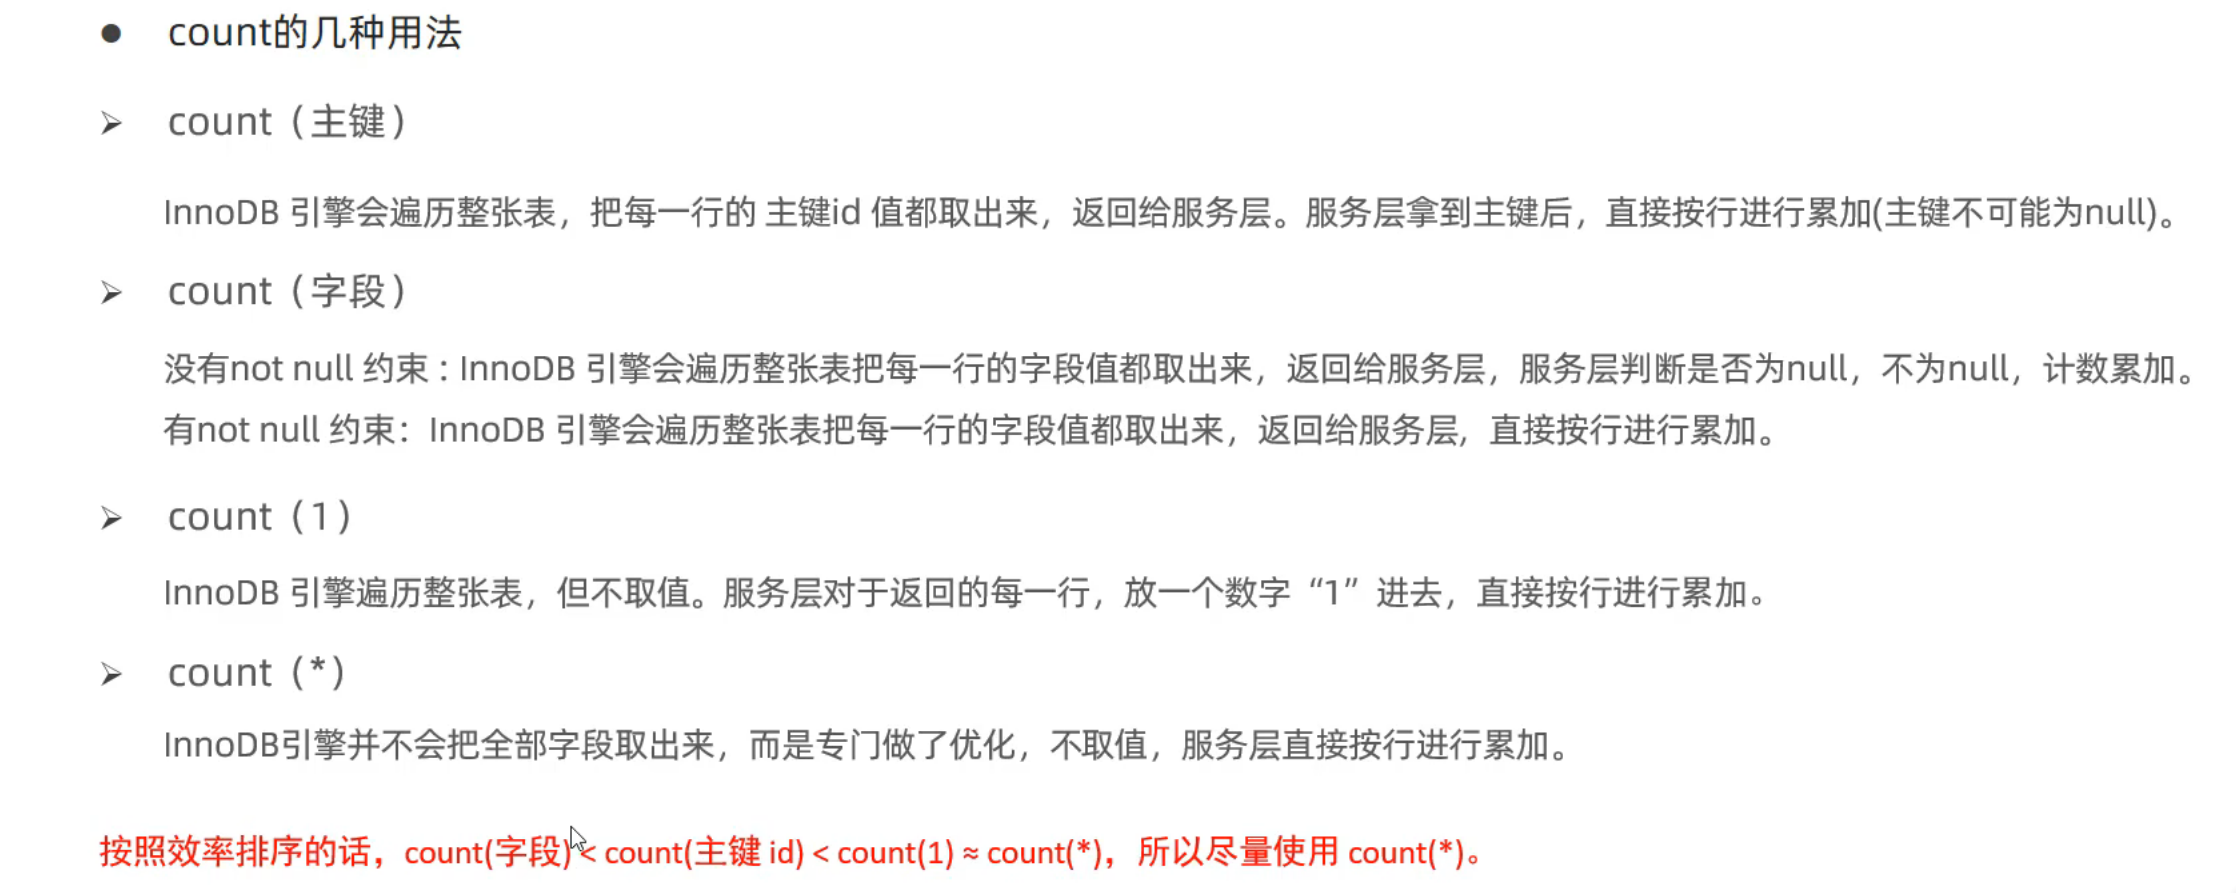 ● count的几种用法
➢ count（主键）
InnoDB 引擎会遍历整张表，把每一行的 主键id 值都取出来，返回给服务层。服务层拿到主键后，直接按行进行累加(主键不可能为null)。
➢ count（字段）
没有not null 约束 : InnoDB 引擎会遍历整张表把每一行的字段值都取出来，返回给服务层，服务层判断是否为null，不为null，计数累加。
有not null 约束：InnoDB 引擎会遍历整张表把每一行的字段值都取出来，返回给服务层，直接按行进行累加。
➢ count（1）
InnoDB 引擎遍历整张表，但不取值。服务层对于返回的每一行，放一个数字“1”进去，直接按行进行累加。
➢ count（*）
InnoDB引擎并不会把全部字段取出来，而是专门做了优化，不取值，服务层直接按行进行累加。
按照效率排序的话，count(字段) < count(主键 id) < count(1) ≈ count(*)，所以尽量使用 count(*)。